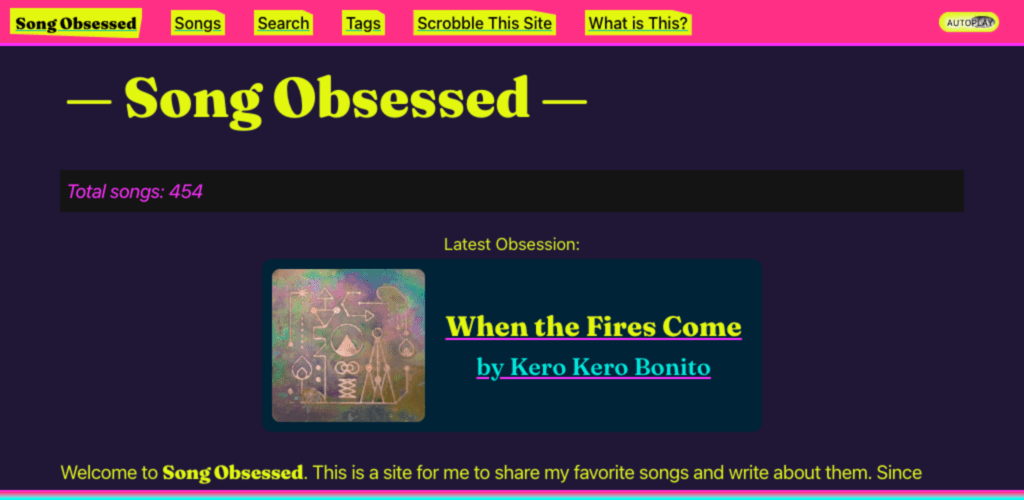 Song Obsessed Songs Search Tags Scrobble This Site What is This? AUTOPLAY
— Song Obsessed —
Total songs: 454
Latest Obsession:
When the Fires Come
by Kero Kero Bonito
Welcome to Song Obsessed. This is a site for me to share my favorite songs and write about them. Since